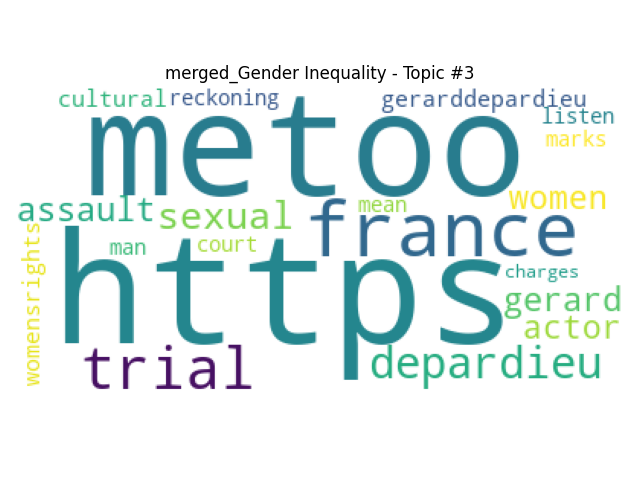 merged_Gender Inequality - Topic #3
cultural reckoning gerarddepardieu
listen
metoo
marks
assault sexual france mean women
man court
womensrights https charges
gerard
actor
trial depardieu